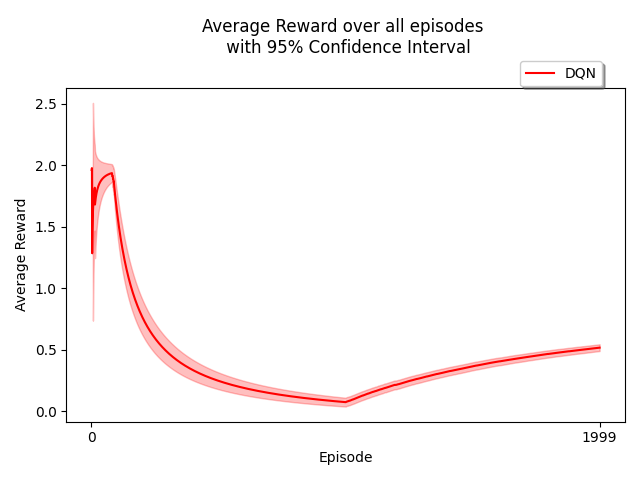 Average Reward over all episodes
with 95% Confidence Interval
DQN
2.5
2.0
1.5
1.0
0.5
0.0
Average Reward
0
1999
Episode